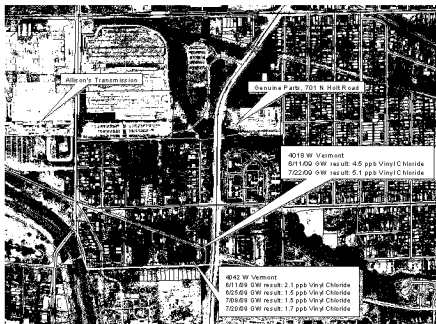 Allison's Transmission
Genuine Parts, 701 N Holt Road
4018 W Vermont
6/11/09 GW result: 4.6 ppb Vinyl Chloride
7/22/09 GW result: 5.1 ppb Vinyl Chloride
4042 W Vermont
6/11/09 GW result: 2.1 ppb Vinyl Chloride
6/25/09 GW result: 1.5 ppb Vinyl Chloride
7/08/09 GW result: 1.5 ppb Vinyl Chloride
7/28/09 GW result: 1.7 ppb Vinyl Chloride